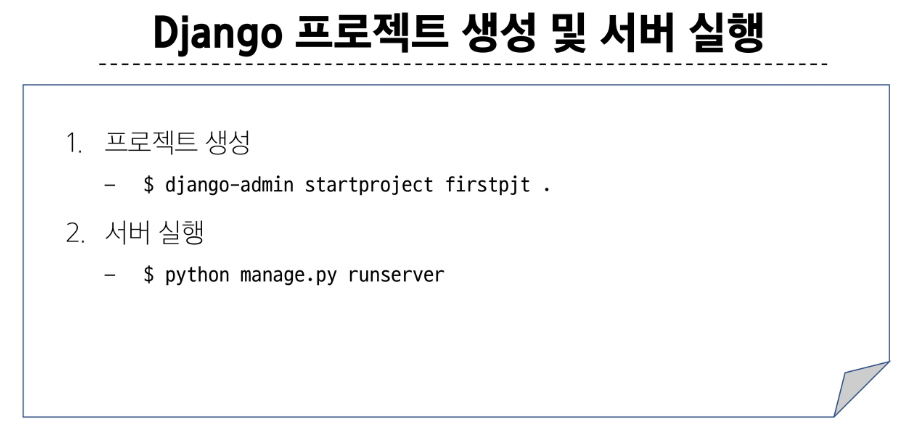 Django 프로젝트 생성 및 서버 실행
1. 프로젝트 생성
– $ django-admin startproject firstpjt .
2. 서버 실행
– $ python manage.py runserver